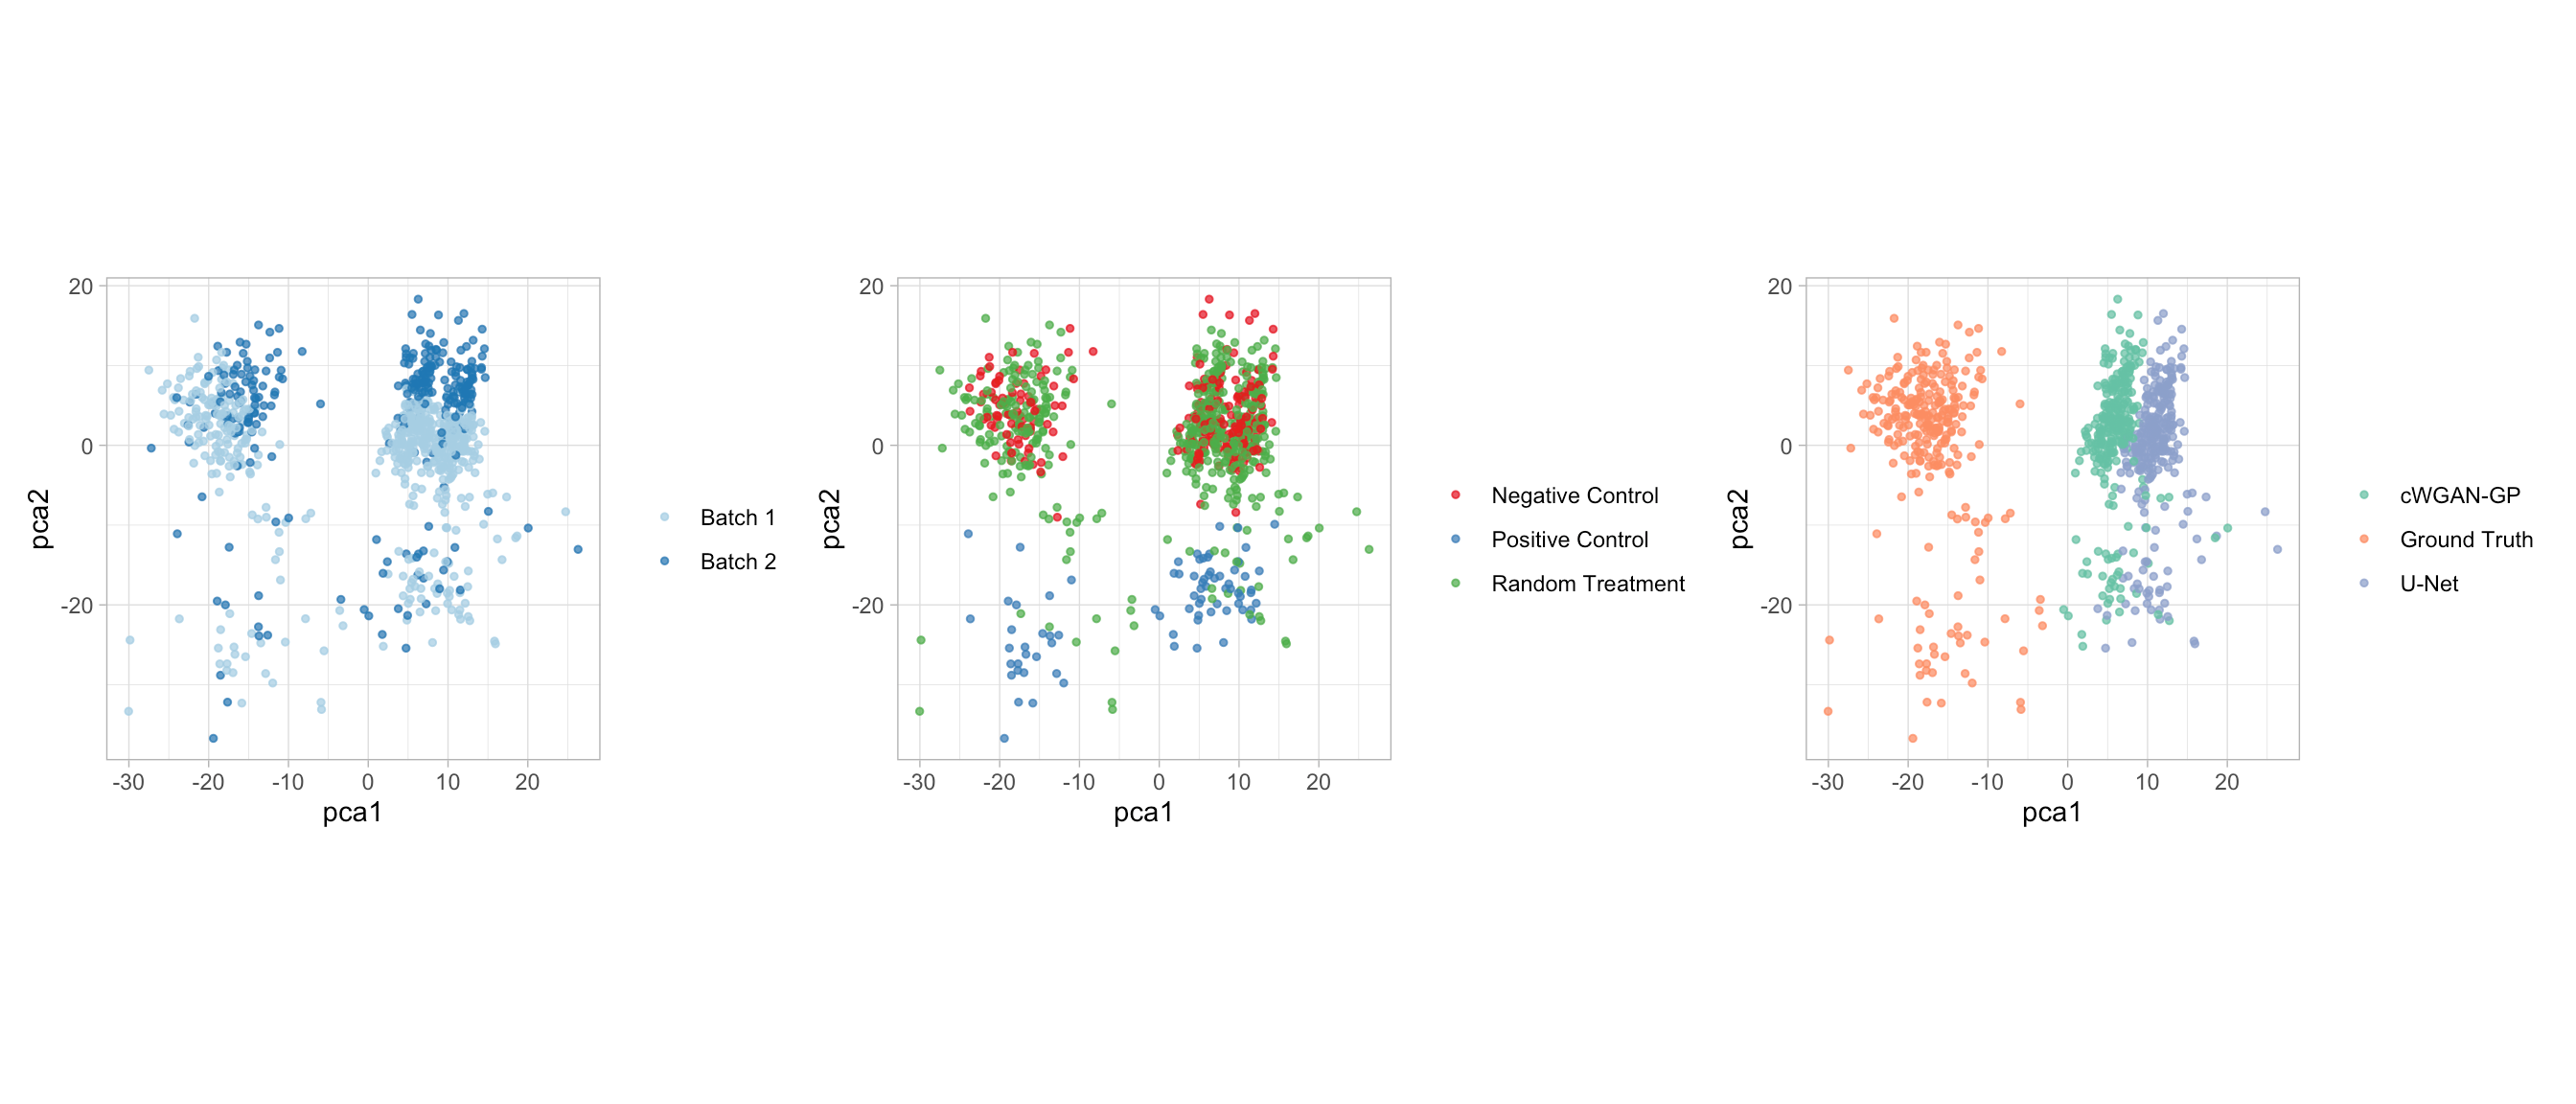 20
0
-20
-30 -20 -10 0 10 20
pca1
pca2
Batch 1
Batch 2
20
0
-20
-30 -20 -10 0 10 20
pca1
pca2
Negative Control
Positive Control
Random Treatment
20
0
-20
-30 -20 -10 0 10 20
pca1
pca2
cWGAN-GP
Ground Truth
U-Net